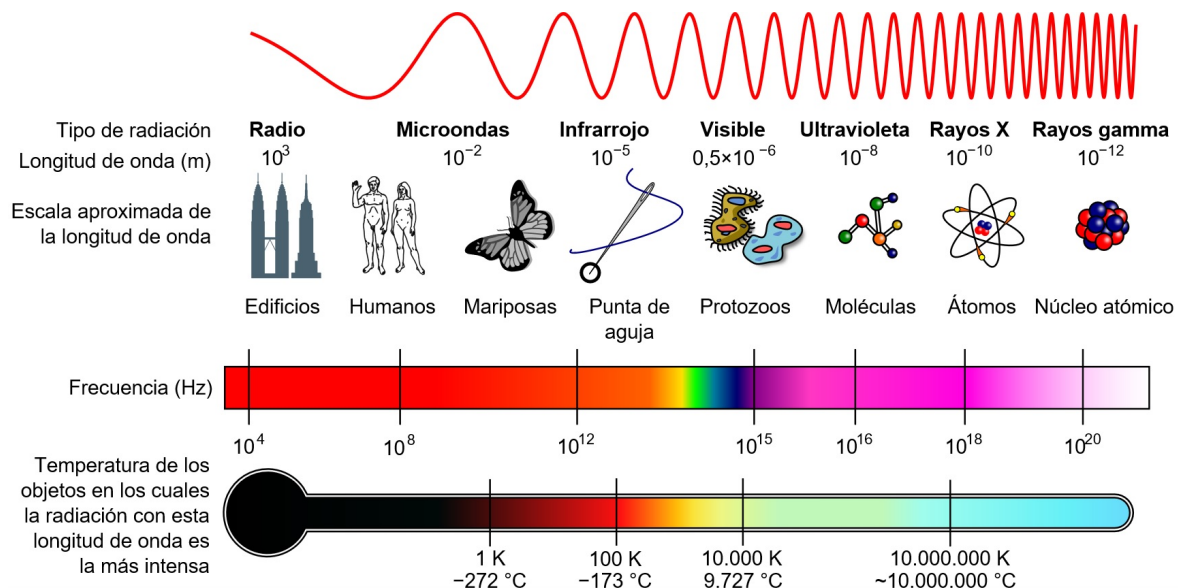 Tipo de radiación Radio Microondas Infrarrojo Visible Ultravioleta Rayos X Rayos gamma
Longitud de onda (m) 10³ 10⁻² 10⁻⁵ 0,5×10⁻⁶ 10⁻⁸ 10⁻¹⁰ 10⁻¹²
Escala aproximada de
la longitud de onda
Edificios Humanos Mariposas Punta de
aguja Protozoos Moléculas Átomos Núcleo atómico
Frecuencia (Hz)
10⁴ 10⁸ 10¹² 10¹⁵ 10¹⁶ 10¹⁸ 10²⁰
Temperatura de los
objetos en los cuales
la radiación con esta
longitud de onda es
la más intensa
1 K 100 K 10.000 K 10.000.000 K
−272 °C −173 °C 9.727 °C ~10.000.000 °C